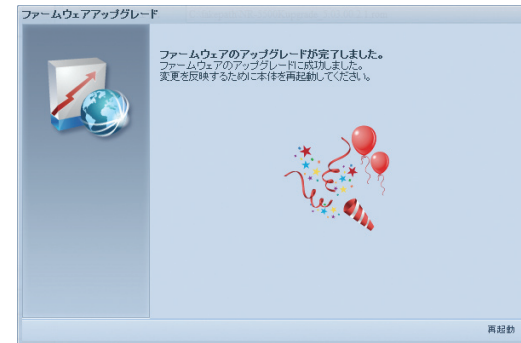 ファームウェアアップグレード
ファームウェアのアップグレードが完了しました。
ファームウェアのアップグレードに成功しました。
変更を反映するために本体を再起動してください。
再起動